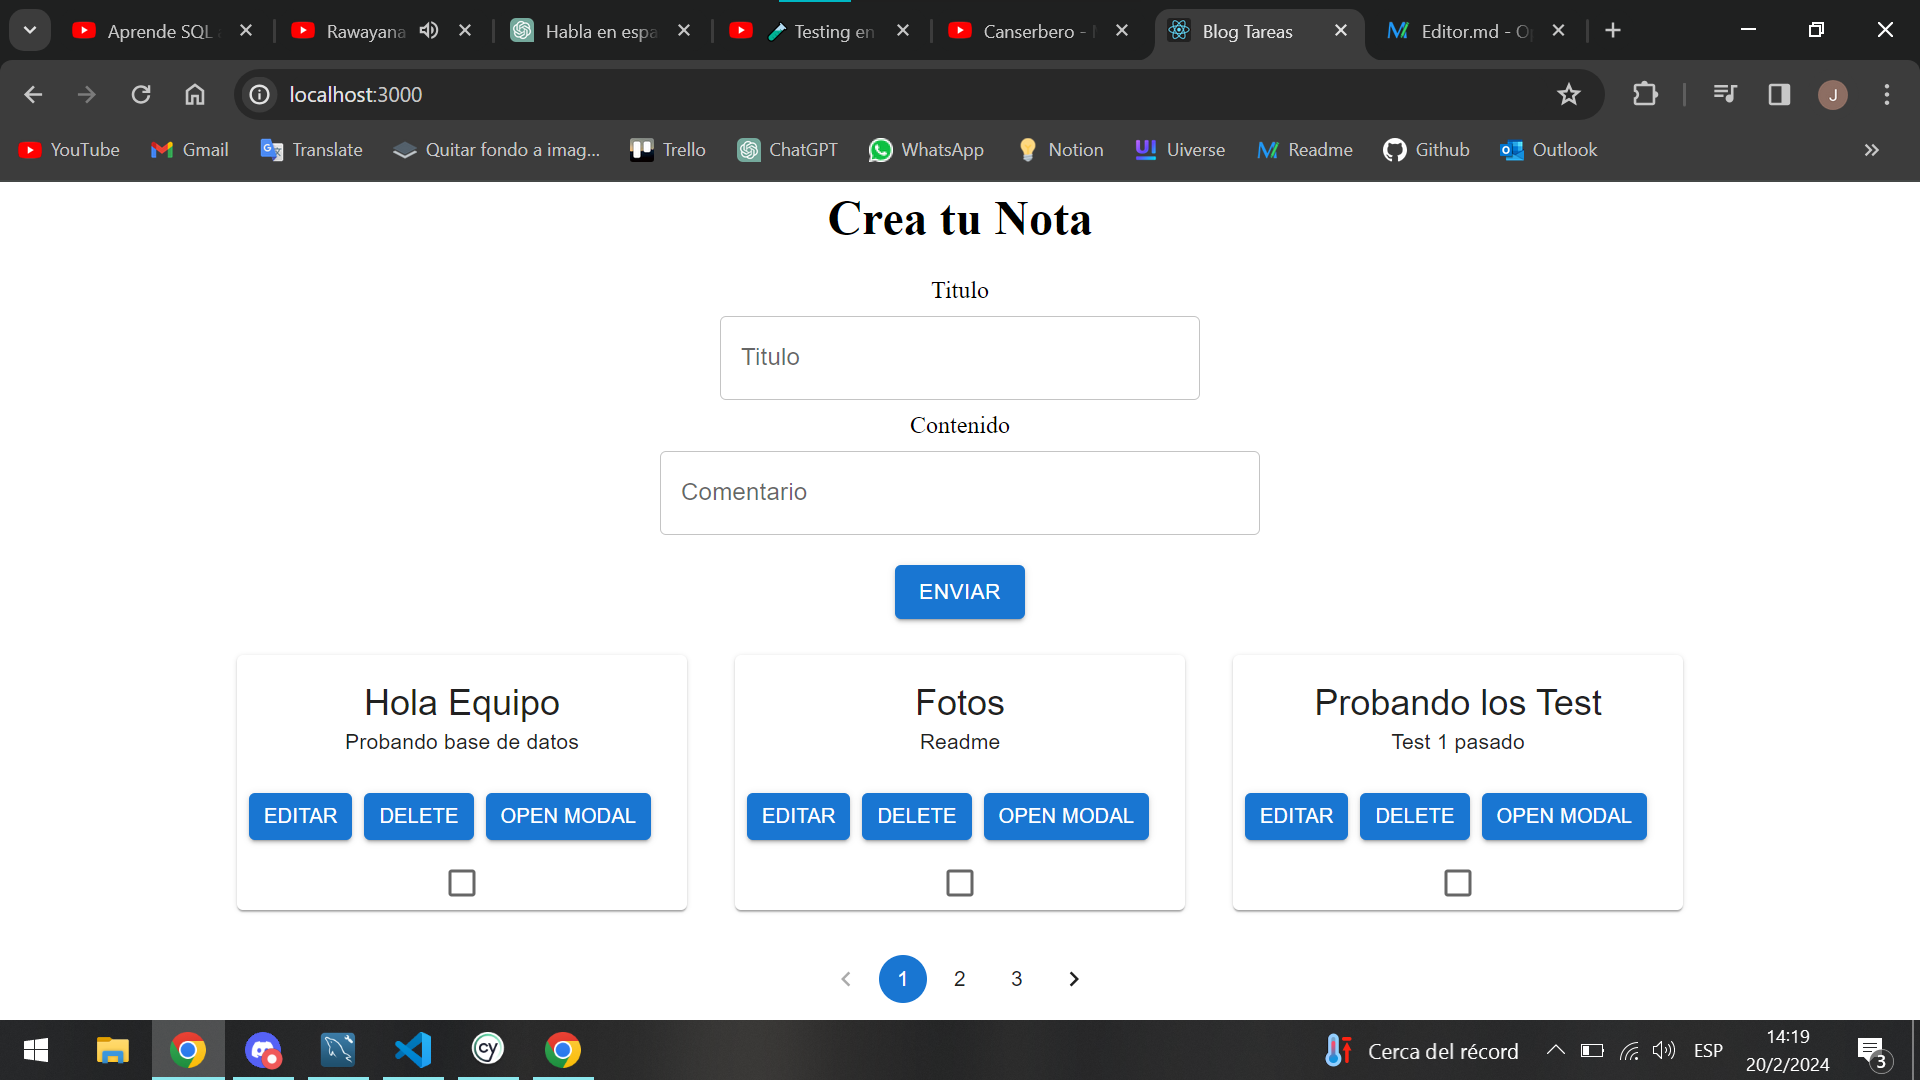 Aprende SQL a
Rawayana
Habla en espa
Testing en
Canserbero - M
Blog Tareas
Editor.md - Op
localhost:3000
J
YouTube
Gmail
Translate
Quitar fondo a imag...
Trello
ChatGPT
WhatsApp
Notion
Uiverse
Readme
Github
Outlook
Crea tu Nota
Titulo
Titulo
Contenido
Comentario
ENVIAR
Hola Equipo
Probando base de datos
EDITAR DELETE OPEN MODAL
Fotos
Readme
EDITAR DELETE OPEN MODAL
Probando los Test
Test 1 pasado
EDITAR DELETE OPEN MODAL
1 2 3
cy
Cerca del récord
ESP
14:19
20/2/2024
3